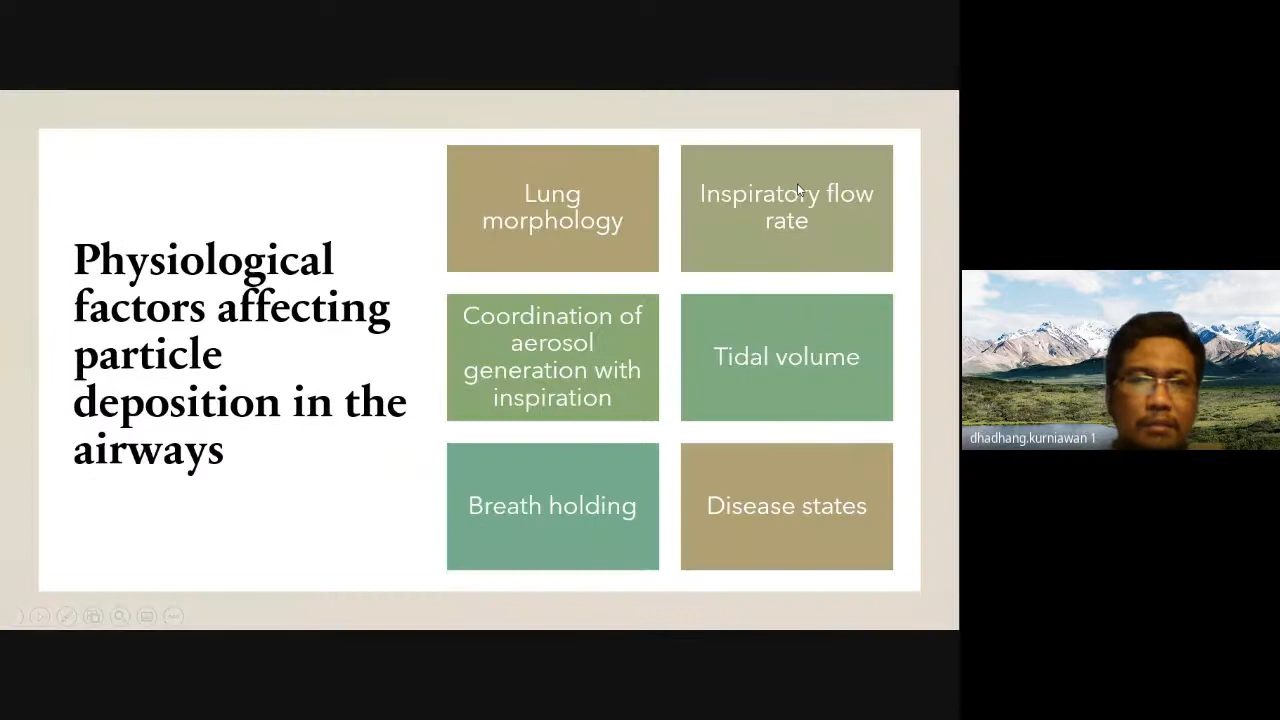 Physiological
factors affecting
particle
deposition in the
airways
Lung
morphology
Inspiratory flow
rate
Coordination of
aerosol
generation with
inspiration
Tidal volume
Breath holding
Disease states
dhadhang.kurniawan 1